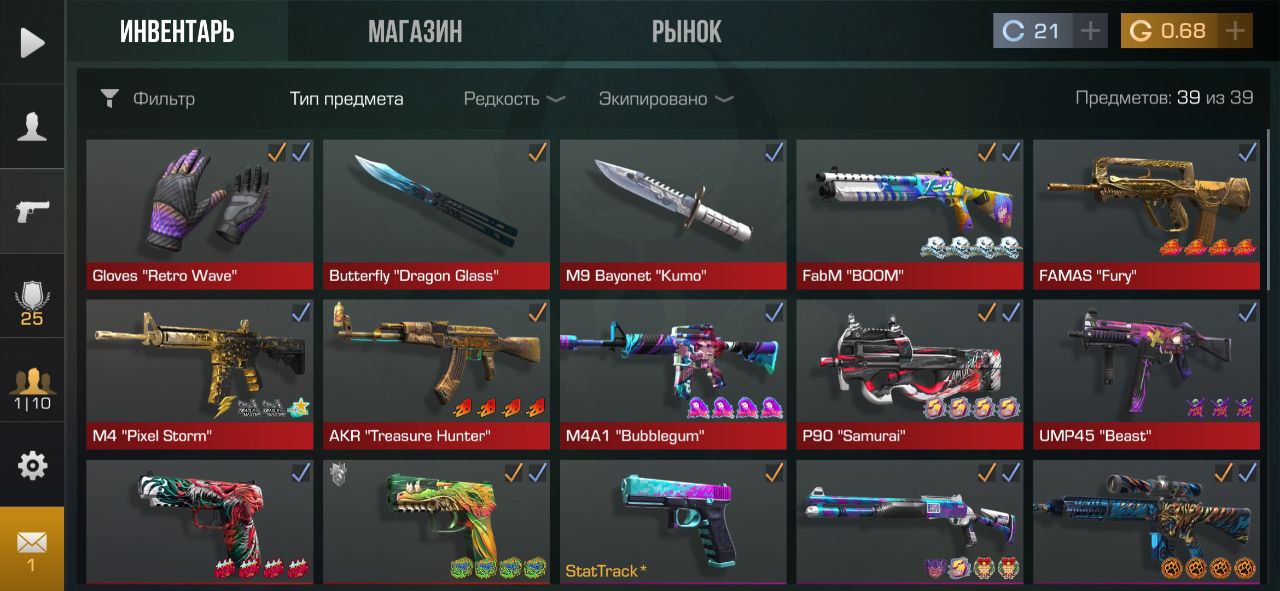 ИНВЕНТАРЬ МАГАЗИН РЫНОК 21 0.68
Фильтр Тип предмета Редкость Экипировано Предметов: 39 из 39
Gloves "Retro Wave" Butterfly "Dragon Glass" M9 Bayonet "Kumo" FabM "BOOM" FAMAS "Fury"
25
1|10
M4 "Pixel Storm" AKR "Treasure Hunter" M4A1 "Bubblegum" P90 "Samurai" UMP45 "Beast"
StatTrack*
1